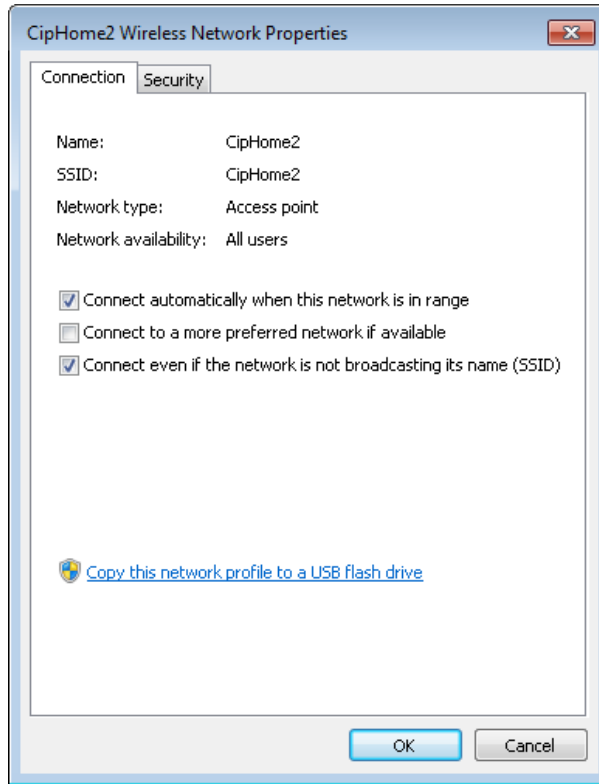 CipHome2 Wireless Network Properties
Connection Security
Name: CipHome2
SSID: CipHome2
Network type: Access point
Network availability: All users
Connect automatically when this network is in range
Connect to a more preferred network if available
Connect even if the network is not broadcasting its name (SSID)
Copy this network profile to a USB flash drive
OK Cancel